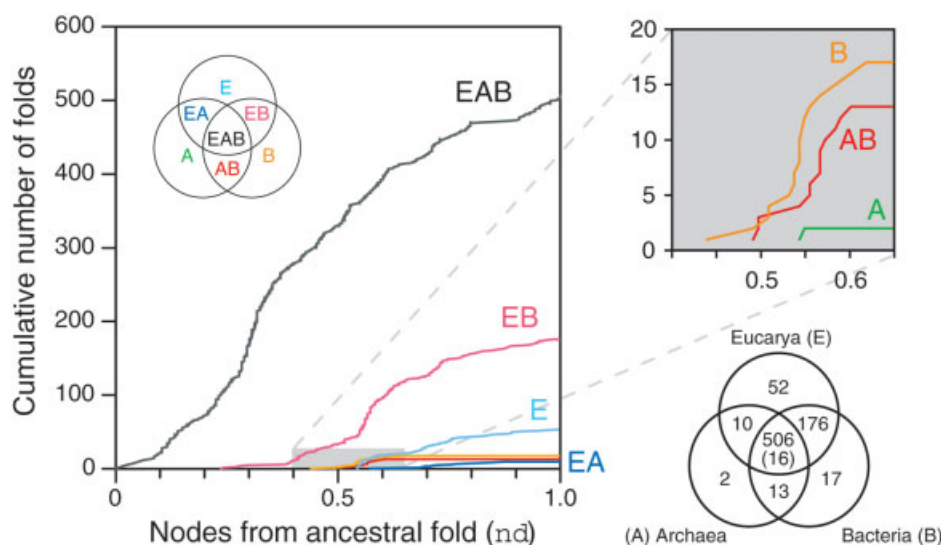 600
500
400
300
200
100
0
Cumulative number of folds
0
0.5
1.0
Nodes from ancestral fold (nd)
E
EA
EB
EAB
A
AB
B
EAB
EB
E
EA
20
15
10
5
0
0.5
0.6
B
AB
A
Eucarya (E)
52
10
176
506
(16)
2
13
17
(A) Archaea
Bacteria (B)